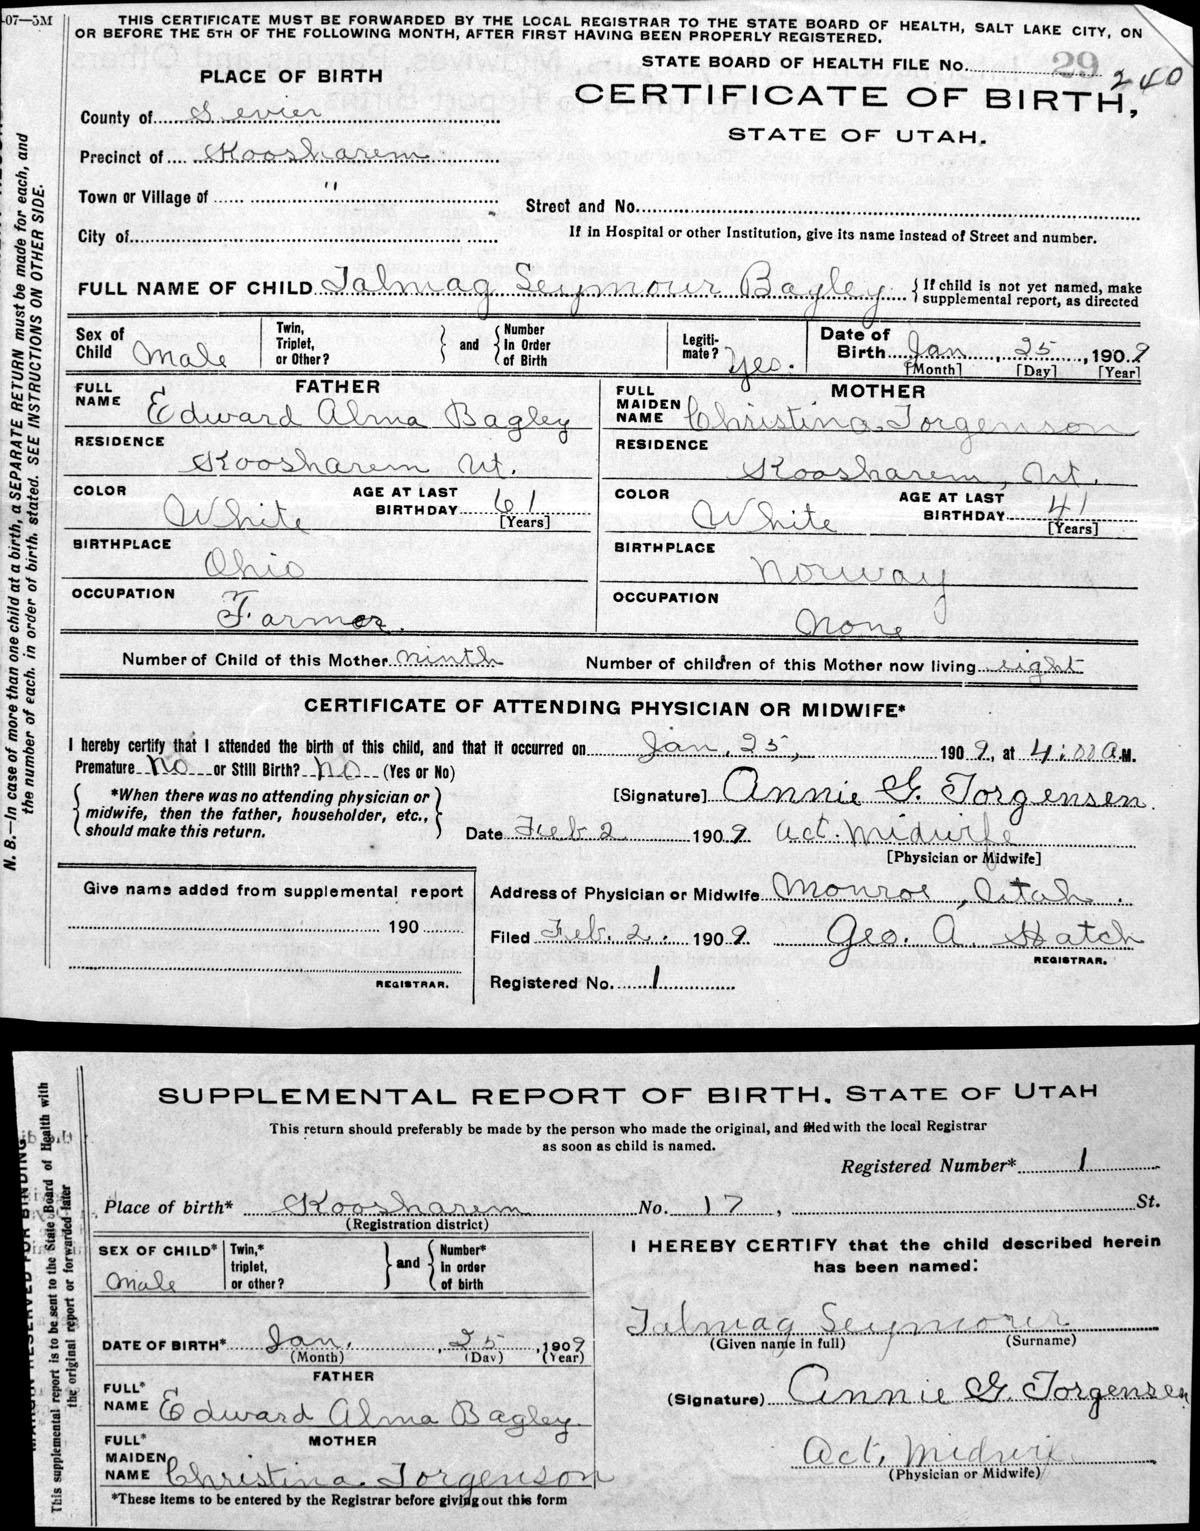 -07—5M
THIS CERTIFICATE MUST BE FORWARDED BY THE LOCAL REGISTRAR TO THE STATE BOARD OF HEALTH, SALT LAKE CITY, ON
OR BEFORE THE 5TH OF THE FOLLOWING MONTH, AFTER FIRST HAVING BEEN PROPERLY REGISTERED.
STATE BOARD OF HEALTH FILE No. 29 240
PLACE OF BIRTH
CERTIFICATE OF BIRTH,
STATE OF UTAH.
County of Sevier
Precinct of Koosharem
Town or Village of "
Street and No.
City of
If in Hospital or other Institution, give its name instead of Street and number.
FULL NAME OF CHILD Talmag Seymour Bagley { If child is not yet named, make
supplemental report, as directed
Sex of Child Male
Twin, Triplet, or Other? } and { Number In Order of Birth
Legiti-mate? Yes.
Date of Birth Jan, 25, 1909
[Month] [Day] [Year]
FATHER
FULL NAME Edward Alma Bagley
RESIDENCE
Koosharem Ut.
COLOR White AGE AT LAST BIRTHDAY 61
[Years]
BIRTHPLACE
Ohio
OCCUPATION
Farmer.
MOTHER
FULL MAIDEN NAME Christina Jorgenson
RESIDENCE
Koosharem, Ut.
COLOR White AGE AT LAST BIRTHDAY 41
[Years]
BIRTHPLACE
Norway
OCCUPATION
None
Number of Child of this Mother ninth Number of children of this Mother now living eight
CERTIFICATE OF ATTENDING PHYSICIAN OR MIDWIFE*
I hereby certify that I attended the birth of this child, and that it occurred on Jan, 25, 1909, at 4:00 A.M.
Premature No or Still Birth? No (Yes or No)
{ *When there was no attending physician or
midwife, then the father, householder, etc.,
should make this return. }
[Signature] Annie G. Jorgensen.
Date Feb 2 1909. Act. Midwife
[Physician or Midwife]
Give name added from supplemental report
190
REGISTRAR.
Address of Physician or Midwife Monroe, Utah.
Filed Feb. 2. 1909. Geo. A. Hatch
REGISTRAR.
Registered No. 1
N. B.—In case of more than one child at a birth, a SEPARATE RETURN must be made for each, and
the number of each, in order of birth, stated. SEE INSTRUCTIONS ON OTHER SIDE.
SUPPLEMENTAL REPORT OF BIRTH, STATE OF UTAH
This return should preferably be made by the person who made the original, and filed with the local Registrar
as soon as child is named.
Registered Number* 1
Place of birth* Koosharem No. 17, St.
(Registration district)
SEX OF CHILD* Male
Twin,* triplet, or other? } and { Number* in order of birth
DATE OF BIRTH* Jan, 25, 1909
(Month) (Day) (Year)
FATHER
FULL* NAME Edward Alma Bagley.
MOTHER
FULL* MAIDEN NAME Christina Jorgenson
*These items to be entered by the Registrar before giving out this form
I HEREBY CERTIFY that the child described herein
has been named:
Talmag Seymour
(Given name in full) (Surname)
(Signature) Annie G. Jorgensen
Act. Midwife
(Physician or Midwife)
MARGIN RESERVED FOR BINDING
This supplemental report is to be sent to the State Board of Health with
the original report or forwarded later